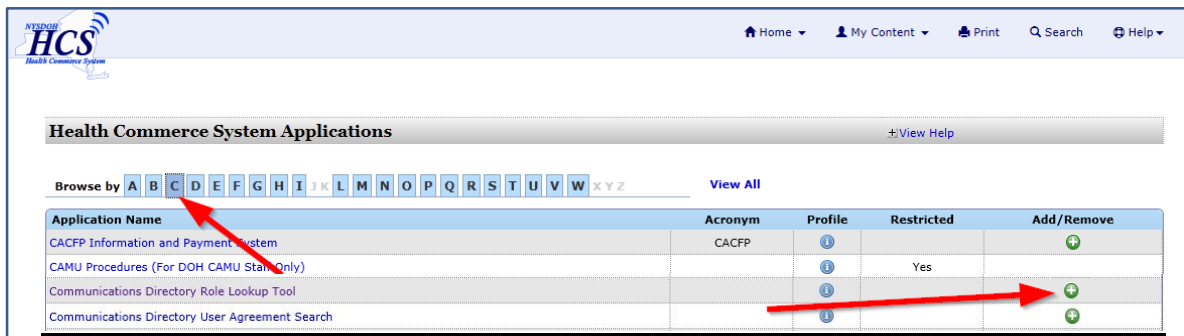 NYSDOH
HCS
Health Commerce System
Home My Content Print Search Help
Health Commerce System Applications +View Help
Browse by A B C D E F G H I J K L M N O P Q R S T U V W X Y Z View All
Application Name Acronym Profile Restricted Add/Remove
CACFP Information and Payment System CACFP
CAMU Procedures (For DOH CAMU Staff Only) Yes
Communications Directory Role Lookup Tool
Communications Directory User Agreement Search